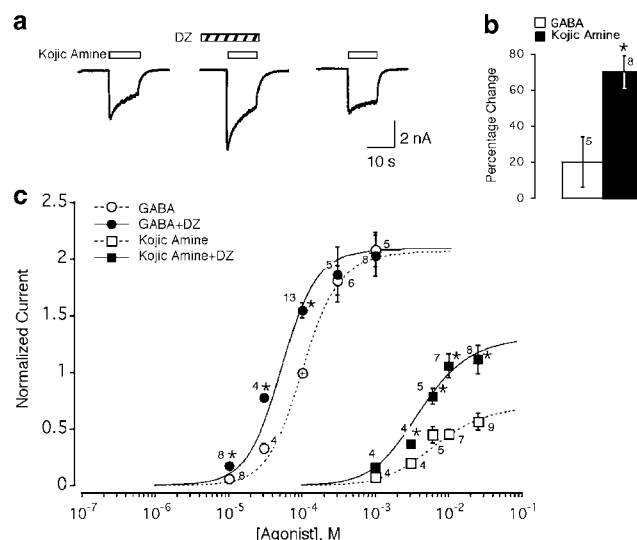 a
DZ
Kojic Amine
2 nA
10 s
b
GABA
Kojic Amine
Percentage Change
80
60
40
20
0
5
*
8
c
GABA
GABA+DZ
Kojic Amine
Kojic Amine+DZ
Normalized Current
2.5
2
1.5
1
0.5
0
8 *
8
4 *
4
13 *
5
6
8
5
4
4
4 *
4
5 *
5
7 *
7
8 *
9
10-7 10-6 10-5 10-4 10-3 10-2 10-1
[Agonist], M